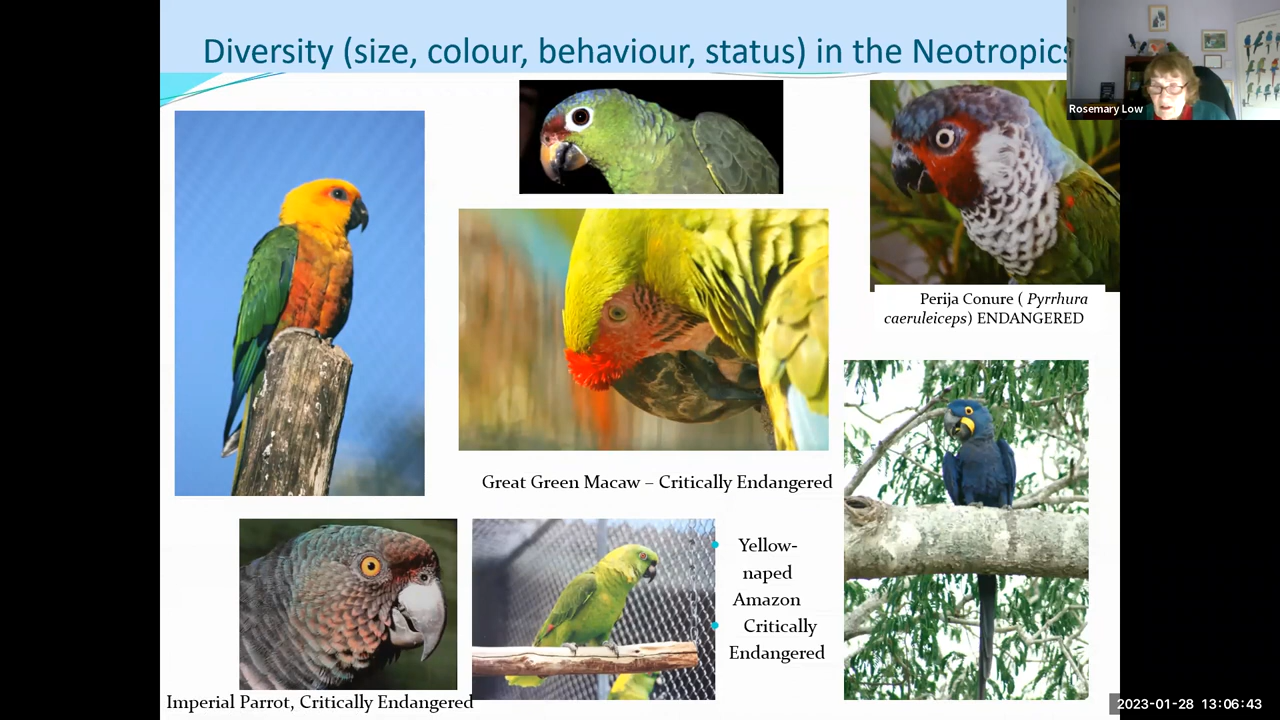 Diversity (size, colour, behaviour, status) in the Neotropics
Rosemary Low
Perija Conure ( Pyrrhura
caeruleiceps) ENDANGERED
Great Green Macaw – Critically Endangered
Yellow-
naped
Amazon
Critically
Endangered
Imperial Parrot, Critically Endangered
2023-01-28 13:06:43